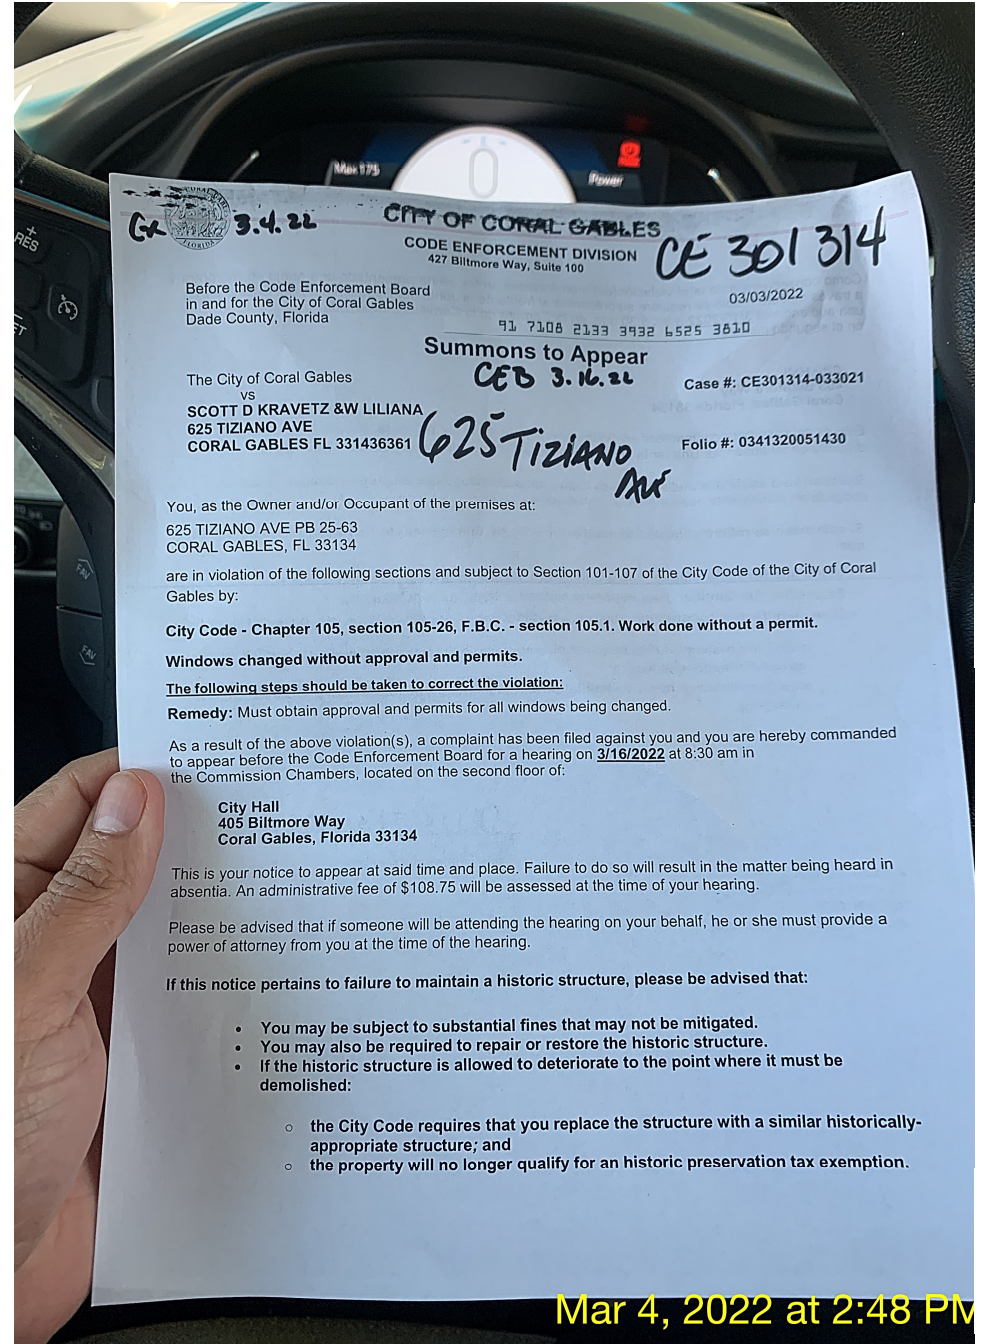 Max 175
Power
+
RES
FAV
FAV
CORAL GABLES
FLORIDA
GR 3.4.22
CITY OF CORAL GABLES
CODE ENFORCEMENT DIVISION
427 Biltmore Way, Suite 100
CE 301314
Before the Code Enforcement Board
in and for the City of Coral Gables
Dade County, Florida
03/03/2022
91 7108 2133 3932 6525 3810
Summons to Appear
CEB 3.16.22
The City of Coral Gables
vs
Case #: CE301314-033021
SCOTT D KRAVETZ &W LILIANA
625 TIZIANO AVE
CORAL GABLES FL 331436361
625 TIZIANO
AVE
Folio #: 0341320051430
You, as the Owner and/or Occupant of the premises at:
625 TIZIANO AVE PB 25-63
CORAL GABLES, FL 33134
are in violation of the following sections and subject to Section 101-107 of the City Code of the City of Coral
Gables by:
City Code - Chapter 105, section 105-26, F.B.C. - section 105.1. Work done without a permit.
Windows changed without approval and permits.
The following steps should be taken to correct the violation:
Remedy: Must obtain approval and permits for all windows being changed.
As a result of the above violation(s), a complaint has been filed against you and you are hereby commanded
to appear before the Code Enforcement Board for a hearing on 3/16/2022 at 8:30 am in
the Commission Chambers, located on the second floor of:
City Hall
405 Biltmore Way
Coral Gables, Florida 33134
This is your notice to appear at said time and place. Failure to do so will result in the matter being heard in
absentia. An administrative fee of $108.75 will be assessed at the time of your hearing.
Please be advised that if someone will be attending the hearing on your behalf, he or she must provide a
power of attorney from you at the time of the hearing.
If this notice pertains to failure to maintain a historic structure, please be advised that:
• You may be subject to substantial fines that may not be mitigated.
• You may also be required to repair or restore the historic structure.
• If the historic structure is allowed to deteriorate to the point where it must be
demolished:
○ the City Code requires that you replace the structure with a similar historically-
appropriate structure; and
○ the property will no longer qualify for an historic preservation tax exemption.
Mar 4, 2022 at 2:48 PM